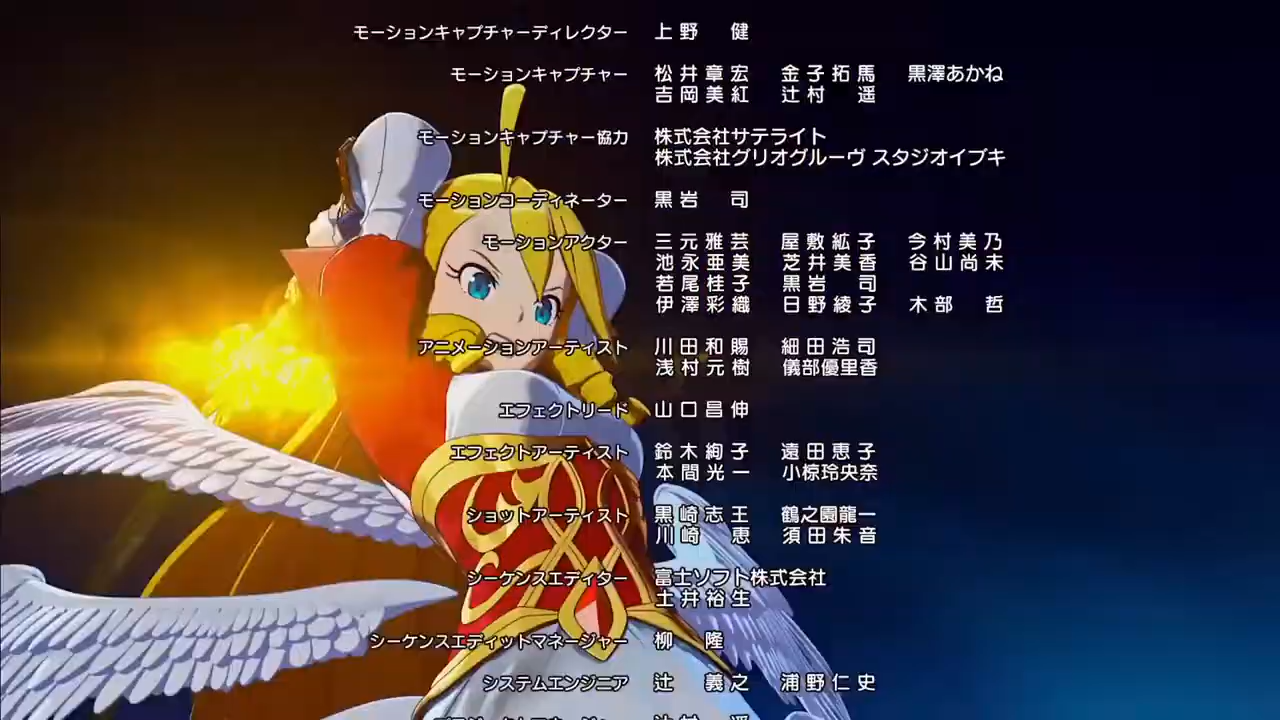 モーションキャプチャーディレクター 上野 健
モーションキャプチャー 松井章宏 金子拓馬 黒澤あかね
吉岡美紅 辻村 遥
モーションキャプチャー協力 株式会社サテライト
株式会社グリオグルーヴ スタジオイブキ
モーションコーディネーター 黒岩 司
モーションアクター 三元雅芸 屋敷紘子 今村美乃
池永亜美 芝井美香 谷山尚未
若尾桂子 黒岩 司
伊澤彩織 日野綾子 木部 哲
アニメーションアーティスト 川田和賜 細田浩司
浅村元樹 儀部優里香
エフェクトリード 山口昌伸
エフェクトアーティスト 鈴木絢子 遠田恵子
本間光一 小椋玲央奈
ショットアーティスト 黒崎志王 鶴之園龍一
川崎 恵 須田朱音
シーケンスエディター 富士ソフト株式会社
土井裕生
シーケンスエディットマネージャー 柳 隆
システムエンジニア 辻 義之 浦野仁史